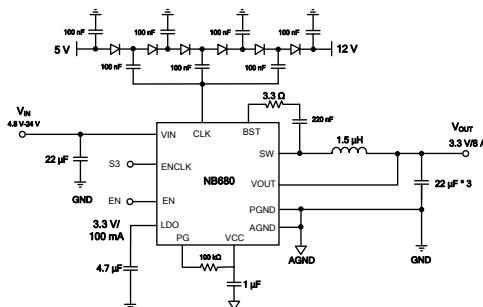 100 nF
100 nF
100 nF
100 nF
5 V
12 V
100 nF
100 nF
100 nF
3.3 Ω
VIN
4.8 V-24 V
CLK
BST
220 nF
VIN
SW
1.5 µH
VOUT
3.3 V/8 A
22 µF
S3
ENCLK
NB680
VOUT
GND
EN
EN
22 µF * 3
PGND
3.3 V/
100 mA
LDO
AGND
PG
VCC
AGND
GND
100 kΩ
4.7 µF
1 µF